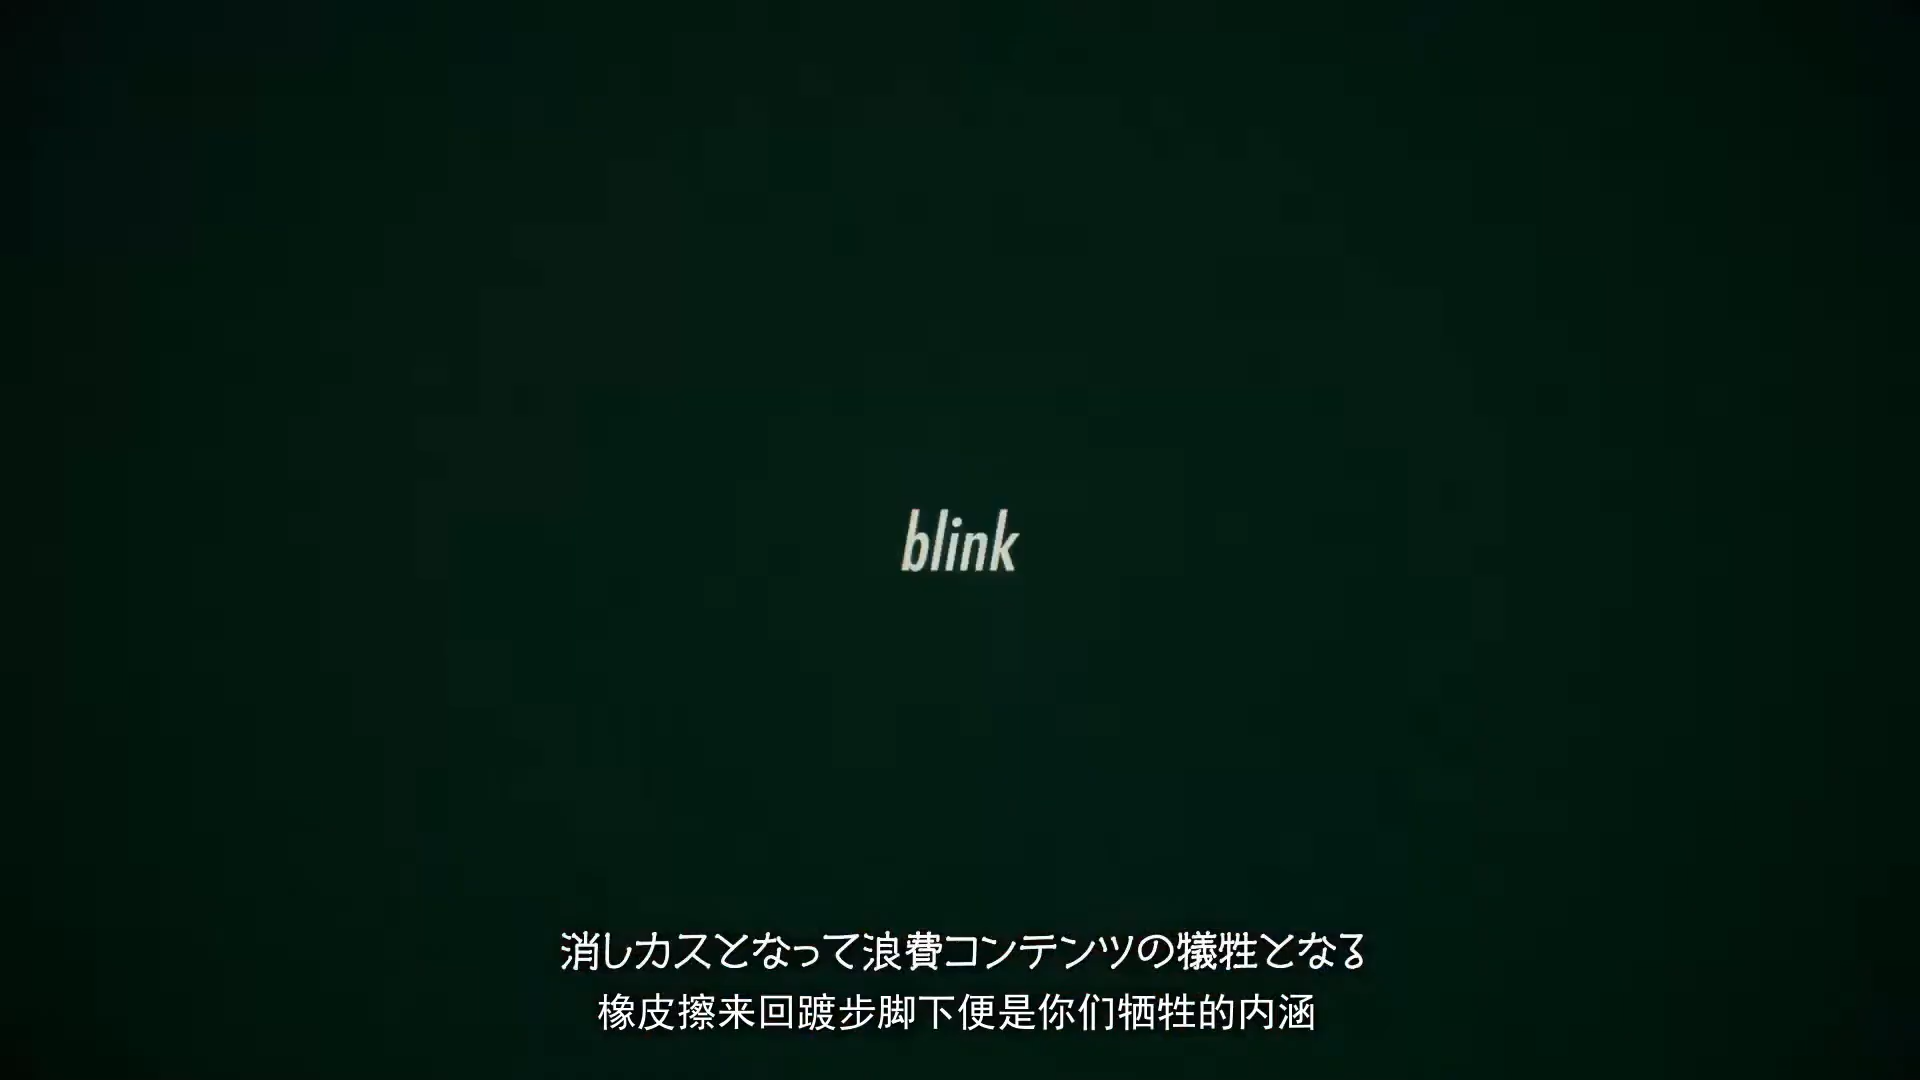 blink
消しカスとなって浪費コンテンツの犠牲となる
橡皮擦来回踱步脚下便是你们牺牲的内涵